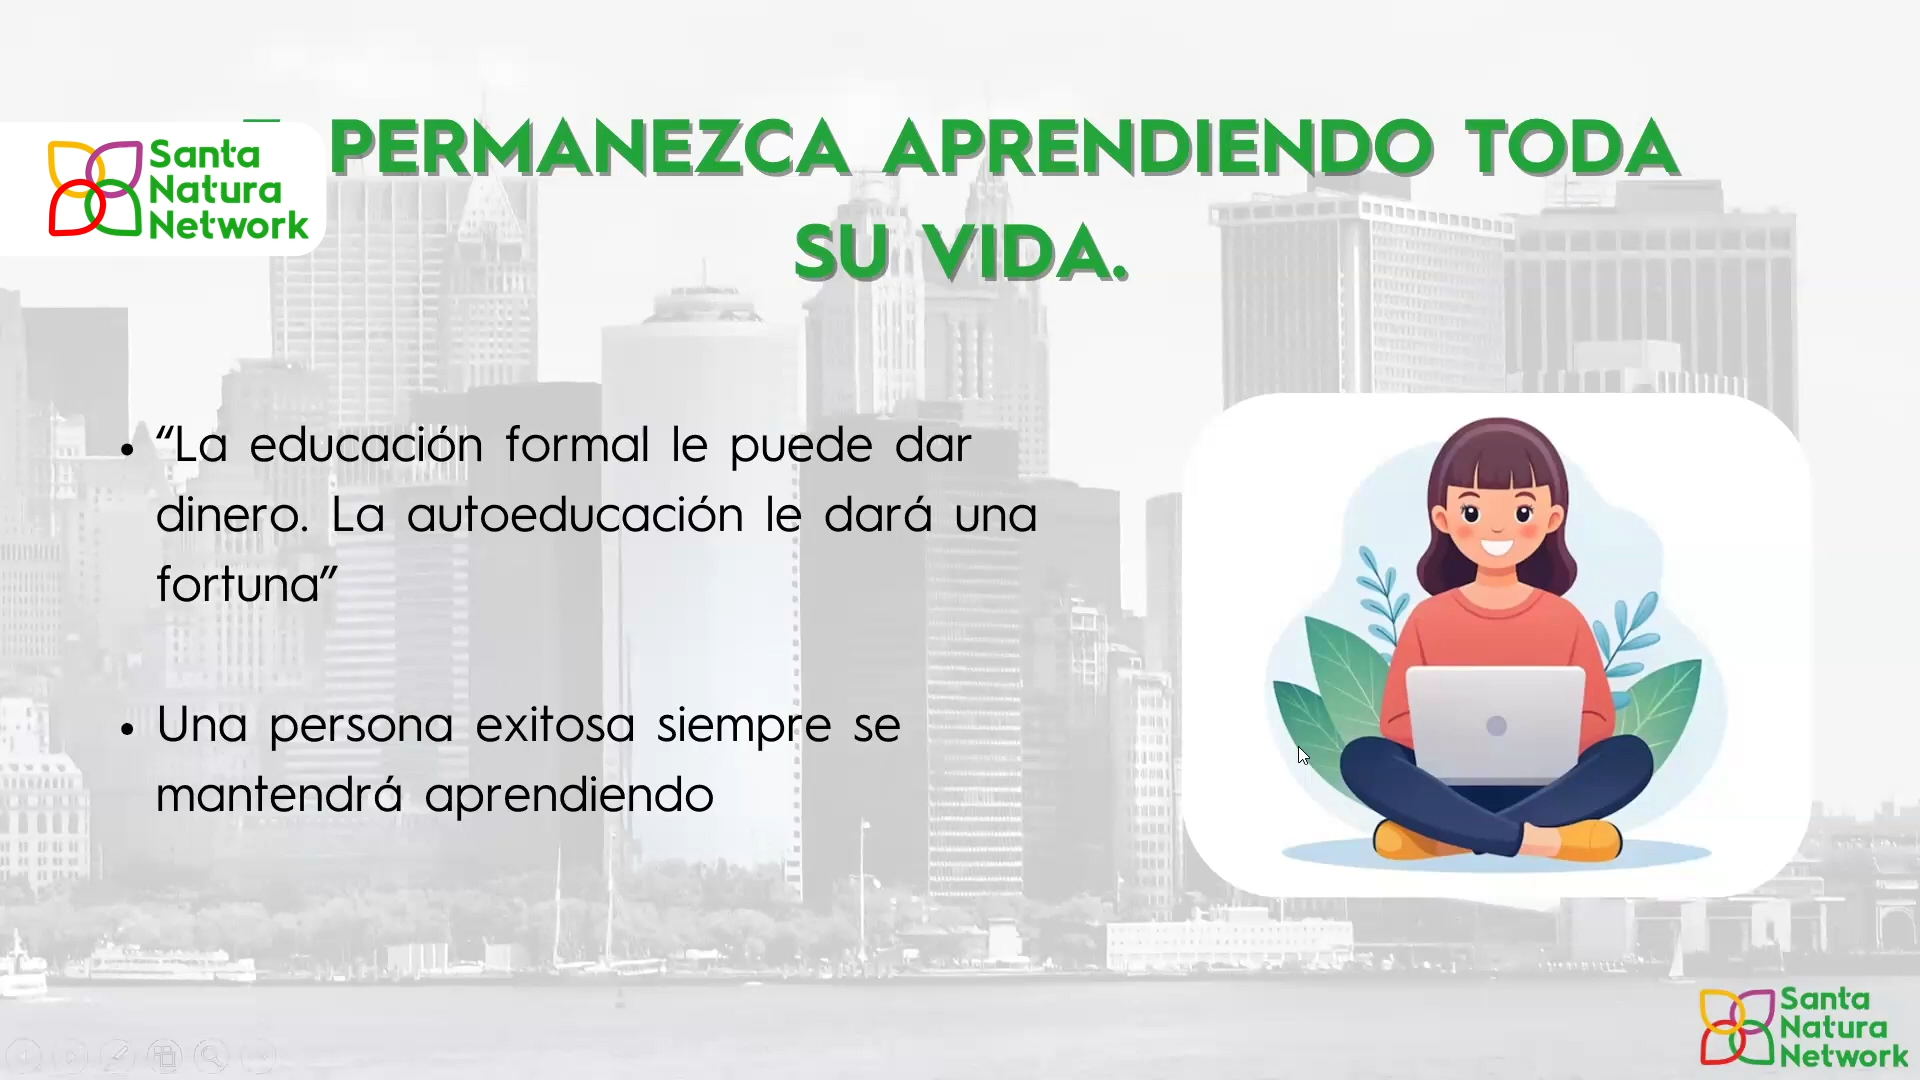 Santa
Natura
Network
PERMANEZCA APRENDIENDO TODA
SU VIDA.
• “La educación formal le puede dar
dinero. La autoeducación le dará una
fortuna”
• Una persona exitosa siempre se
mantendrá aprendiendo
Santa
Natura
Network